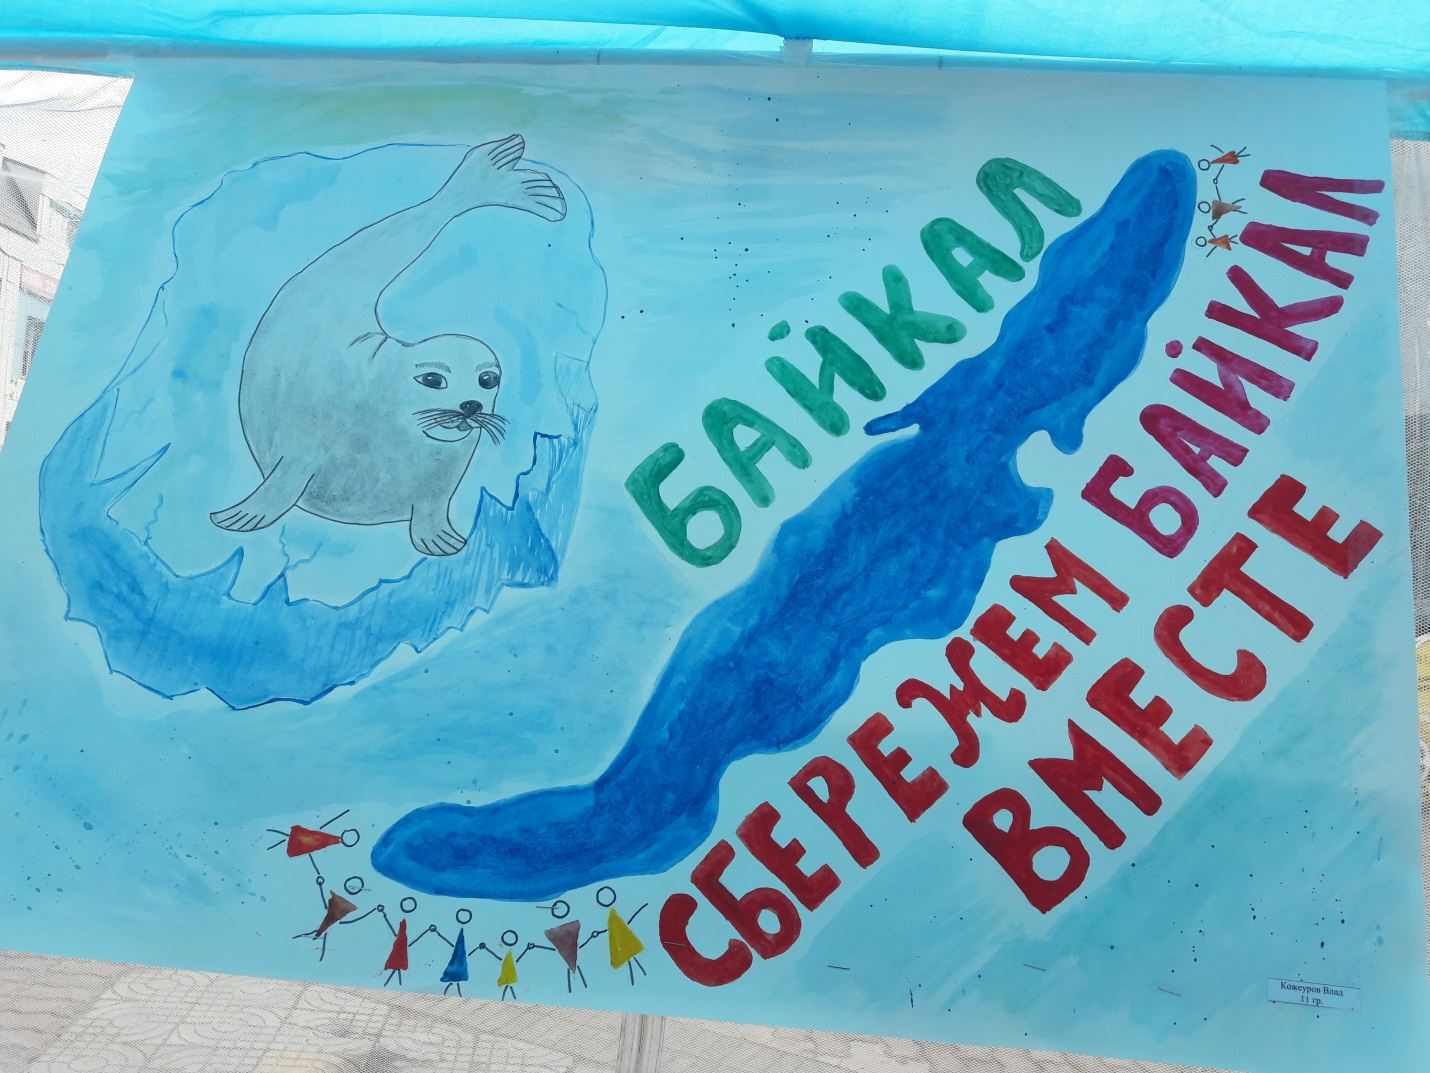 БАЙКАЛ
СБЕРЕЖЕМ БАЙКАЛ
ВМЕСТЕ
Кожеуров Влад
11 гр.